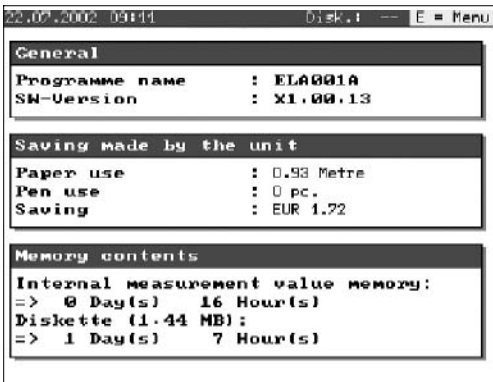 22.07.2002 09:41 Disk.: -- E = Menu
General
Programme name : ELA001A
SW-Version : X1.00.13
Saving made by the unit
Paper use : 0.93 Metre
Pen use : 0 pc.
Saving : EUR 1.72
Memory contents
Internal measurement value memory:
=> 0 Day(s) 16 Hour(s)
Diskette (1.44 MB):
=> 1 Day(s) 7 Hour(s)